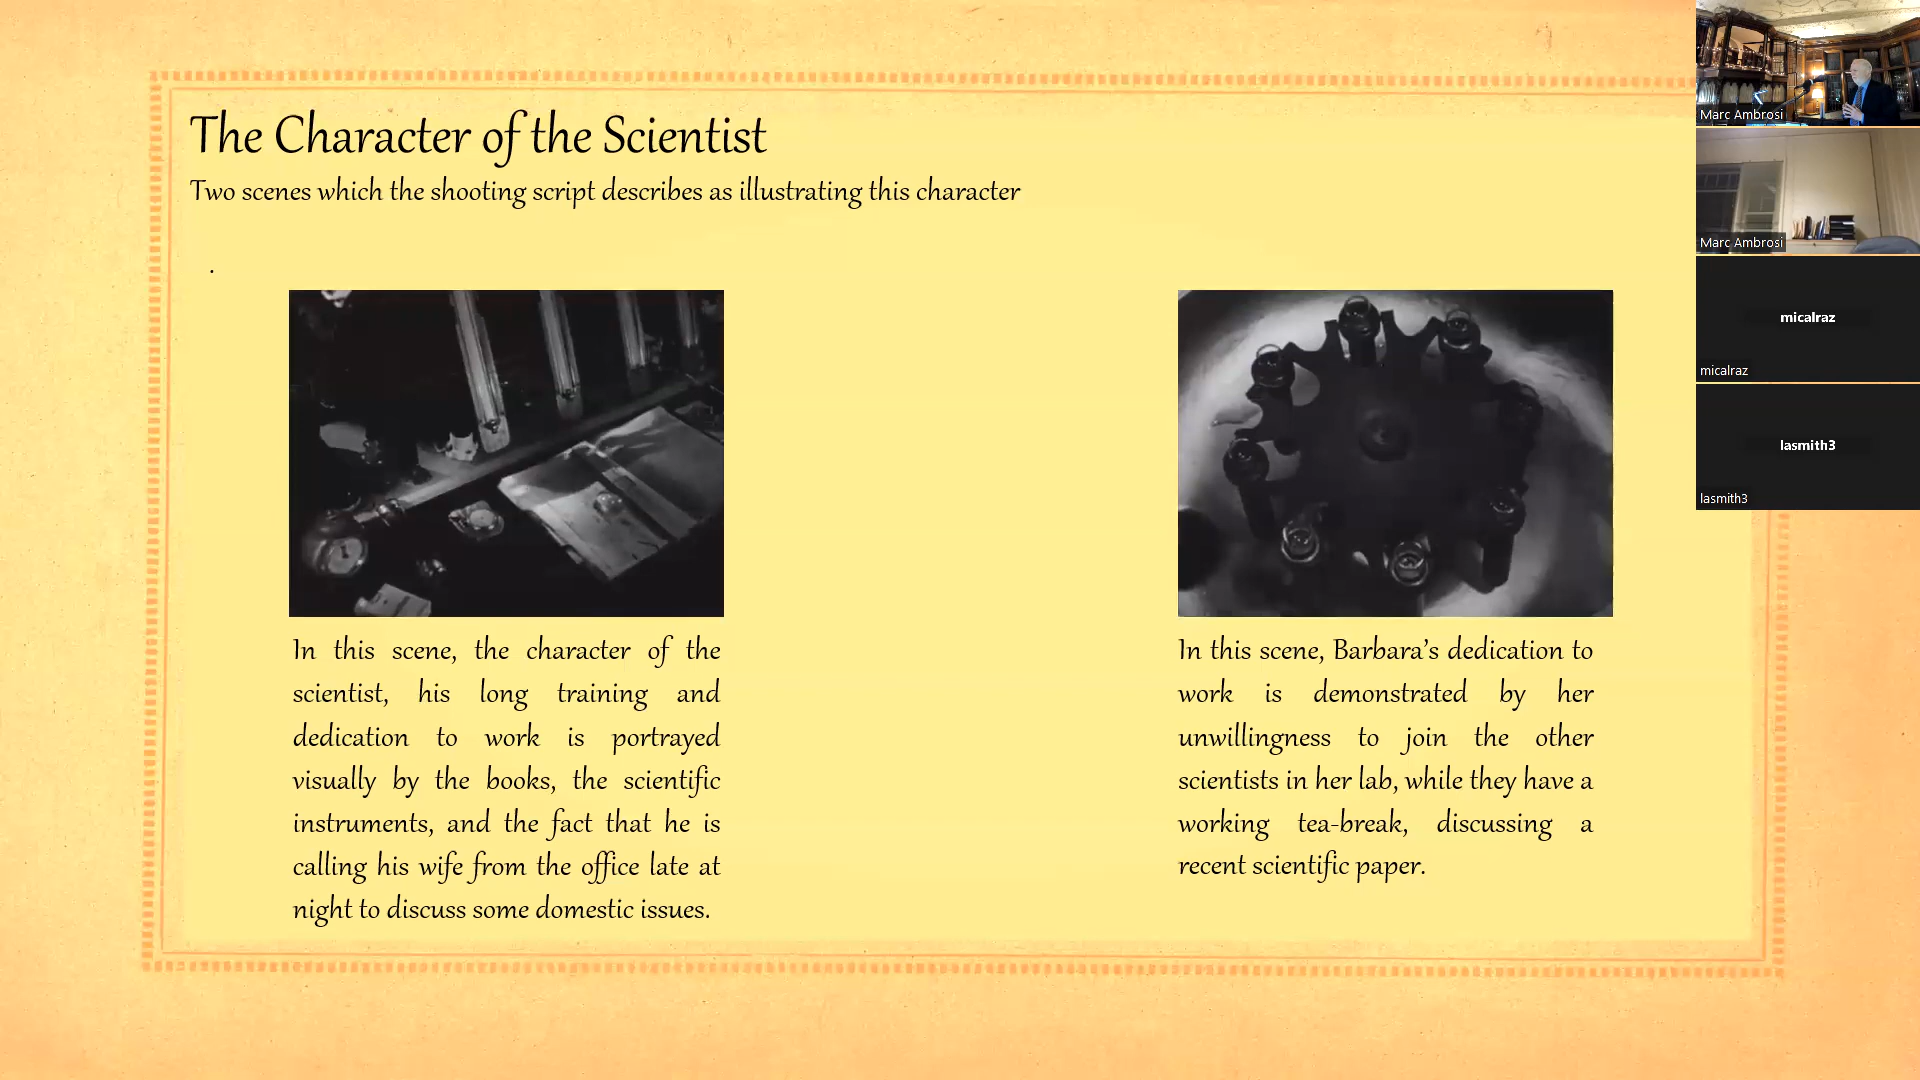 The Character of the Scientist
Two scenes which the shooting script describes as illustrating this character
.
In this scene, the character of the
scientist, his long training and
dedication to work is portrayed
visually by the books, the scientific
instruments, and the fact that he is
calling his wife from the office late at
night to discuss some domestic issues.
In this scene, Barbara’s dedication to
work is demonstrated by her
unwillingness to join the other
scientists in her lab, while they have a
working tea-break, discussing a
recent scientific paper.
Marc Ambrosi
Marc Ambrosi
micalraz
micalraz
lasmith3
lasmith3